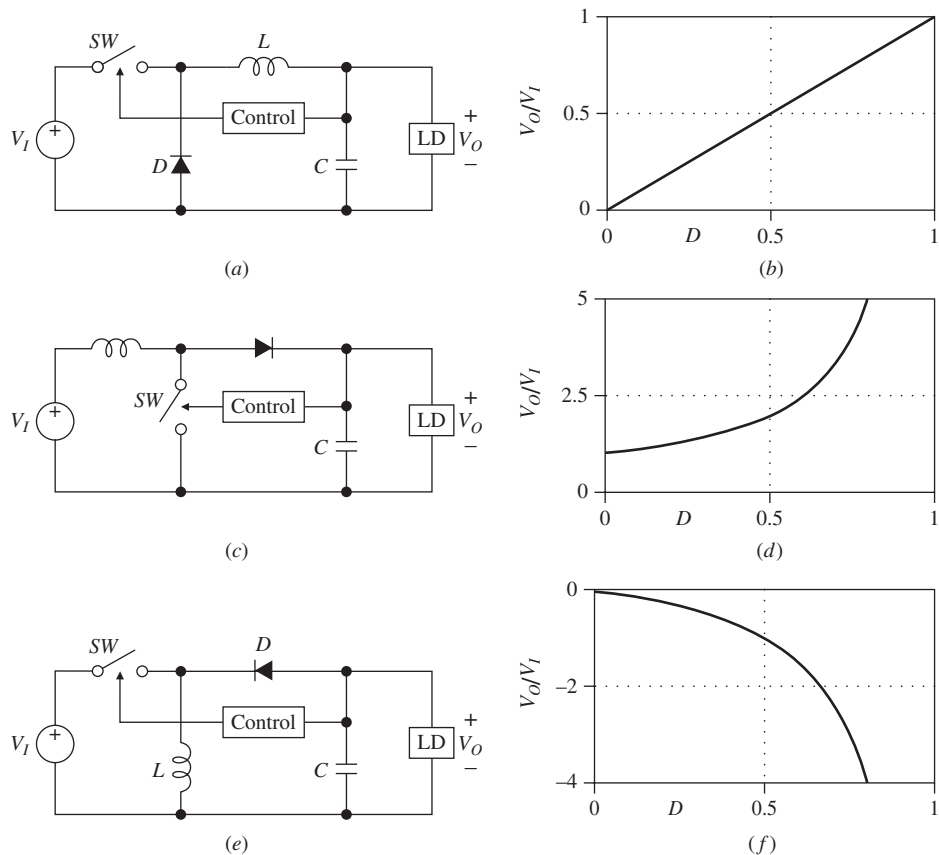 SW
L
Control
V_I
+
D
C
LD
+
V_O
−
(a)
1
0.5
0
V_O/V_I
0
D
0.5
1
(b)
SW
Control
V_I
+
C
LD
+
V_O
−
(c)
5
2.5
0
V_O/V_I
0
D
0.5
1
(d)
SW
D
Control
V_I
+
L
C
LD
+
V_O
−
(e)
0
−2
−4
V_O/V_I
0
D
0.5
1
(f)